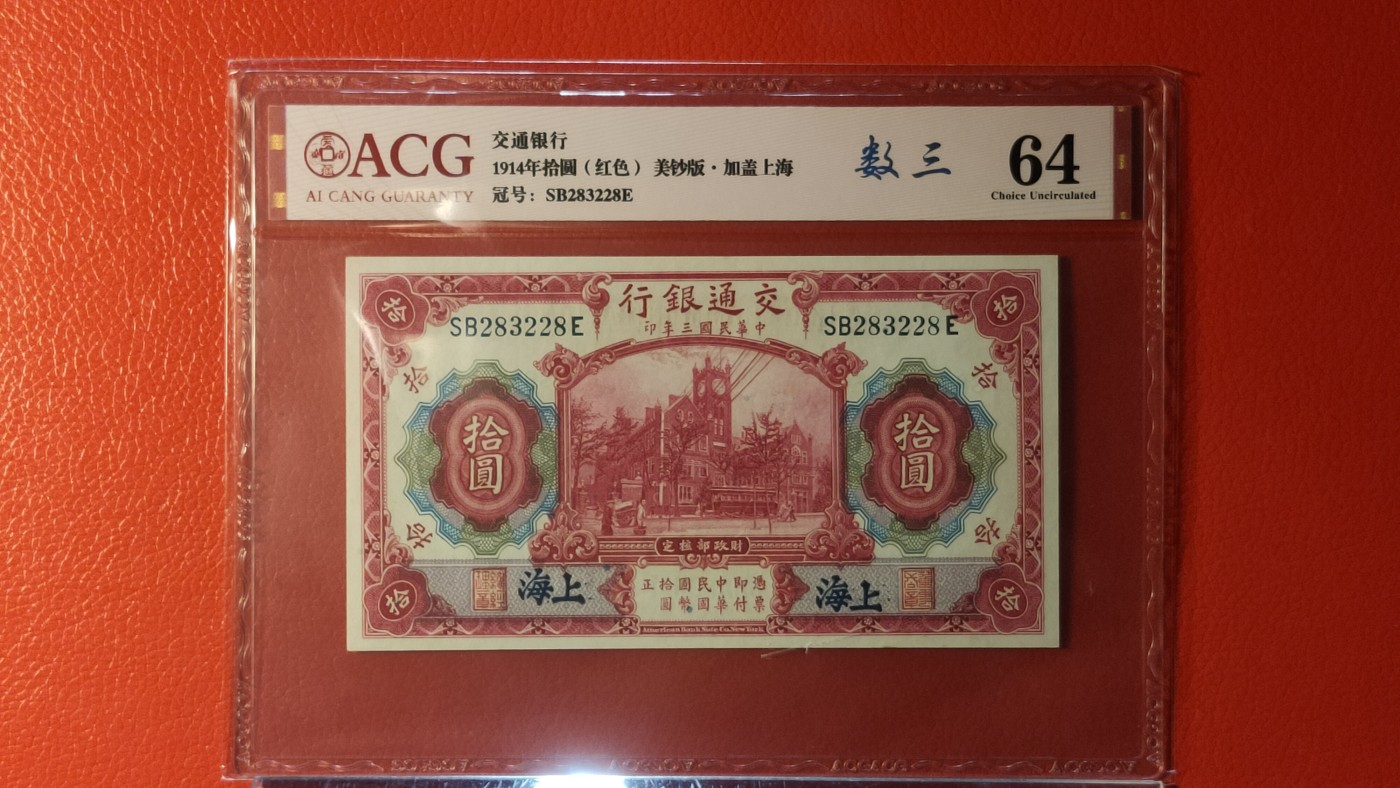 ACG
AI CANG GUARANTY
交通银行
1914年拾圆（红色） 美钞版·加盖上海
冠号：SB283228E
数三
64
Choice Uncirculated
拾
拾
行銀通交
印年三國民華中
SB283228E
SB283228E
拾
拾
拾圓
拾圓
拾
拾
定核部政財
海上
海上
正拾國民中即憑
圓幣國華付票
拾
拾
American Bank Note Co. New York.